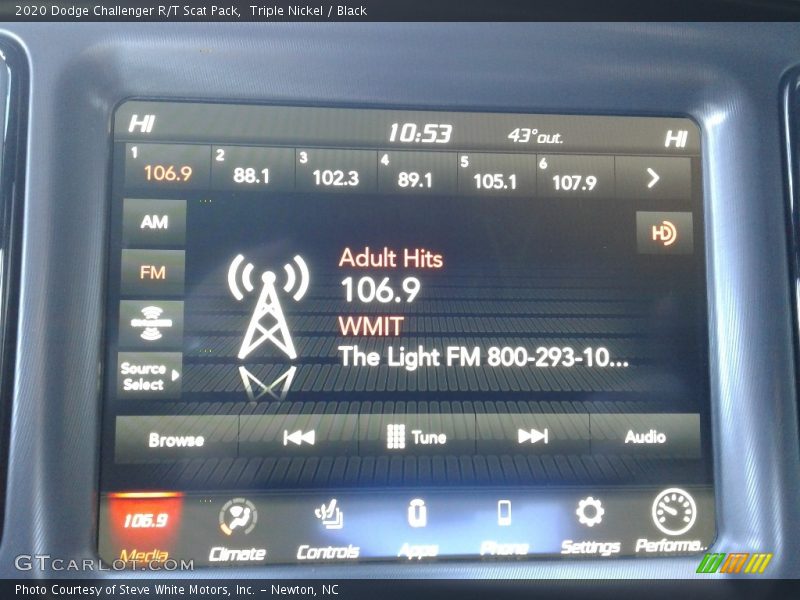 2020 Dodge Challenger R/T Scat Pack, Triple Nickel / Black
HI 10:53 43°out. HI
1 106.9 2 88.1 3 102.3 4 89.1 5 105.1 6 107.9
AM
HD
FM
Adult Hits
106.9
WMIT
The Light FM 800-293-10...
Source
Select
Browse Tune Audio
106.9
Media Climate Controls Apps Phone Settings Performa...
GTcarlot.com
Photo Courtesy of Steve White Motors, Inc. - Newton, NC